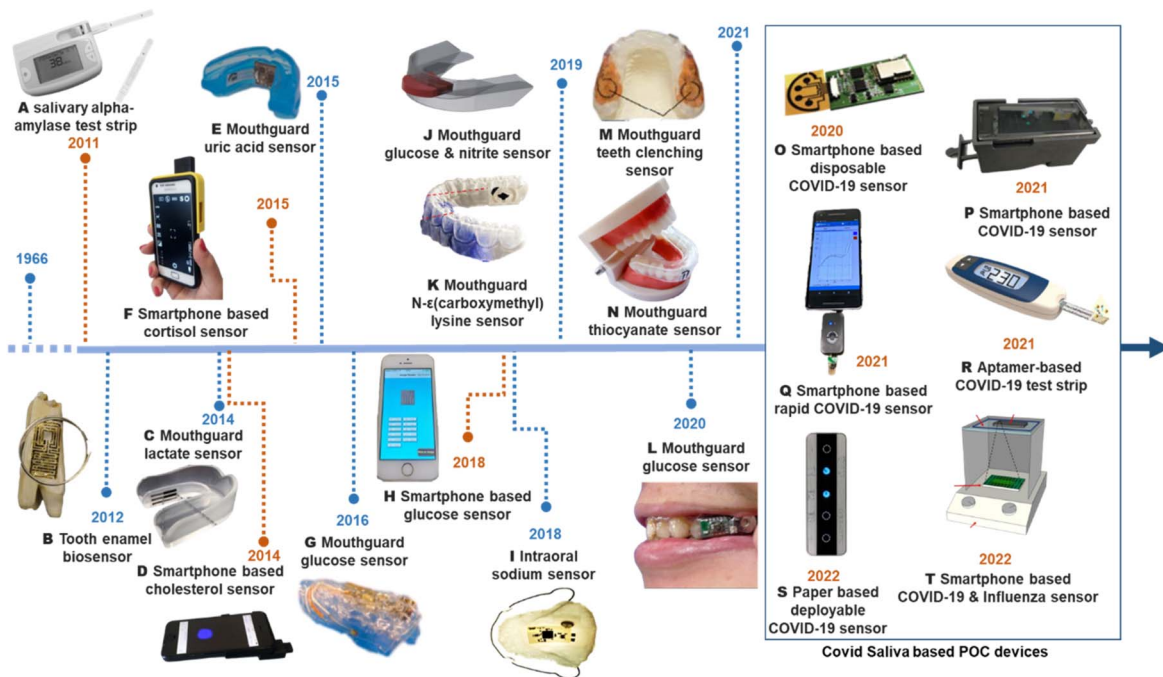 A salivary alpha-
amylase test strip
2011
1966
E Mouthguard
uric acid sensor
2015
F Smartphone based
cortisol sensor
2015
J Mouthguard
glucose & nitrite sensor
K Mouthguard
N-ε(carboxymethyl)
lysine sensor
2019
M Mouthguard
teeth clenching
sensor
N Mouthguard
thiocyanate sensor
2021
B Tooth enamel
biosensor
2012
C Mouthguard
lactate sensor
2014
D Smartphone based
cholesterol sensor
2014
G Mouthguard
glucose sensor
2016
H Smartphone based
glucose sensor
2018
I Intraoral
sodium sensor
2018
L Mouthguard
glucose sensor
2020
2020
O Smartphone based
disposable
COVID-19 sensor
2021
P Smartphone based
COVID-19 sensor
2021
Q Smartphone based
rapid COVID-19 sensor
230
2021
R Aptamer-based
COVID-19 test strip
2022
S Paper based
deployable
COVID-19 sensor
2022
T Smartphone based
COVID-19 & Influenza sensor
Covid Saliva based POC devices